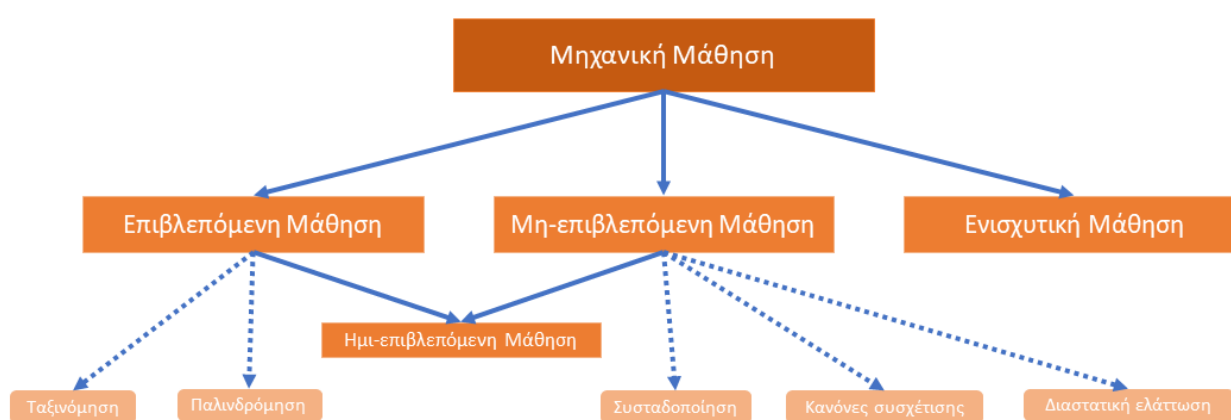 Μηχανική Μάθηση
Επιβλεπόμενη Μάθηση
Μη-επιβλεπόμενη Μάθηση
Ενισχυτική Μάθηση
Ημι-επιβλεπόμενη Μάθηση
Ταξινόμηση
Παλινδρόμηση
Συσταδοποίηση
Κανόνες συσχέτισης
Διαστατική ελάττωση